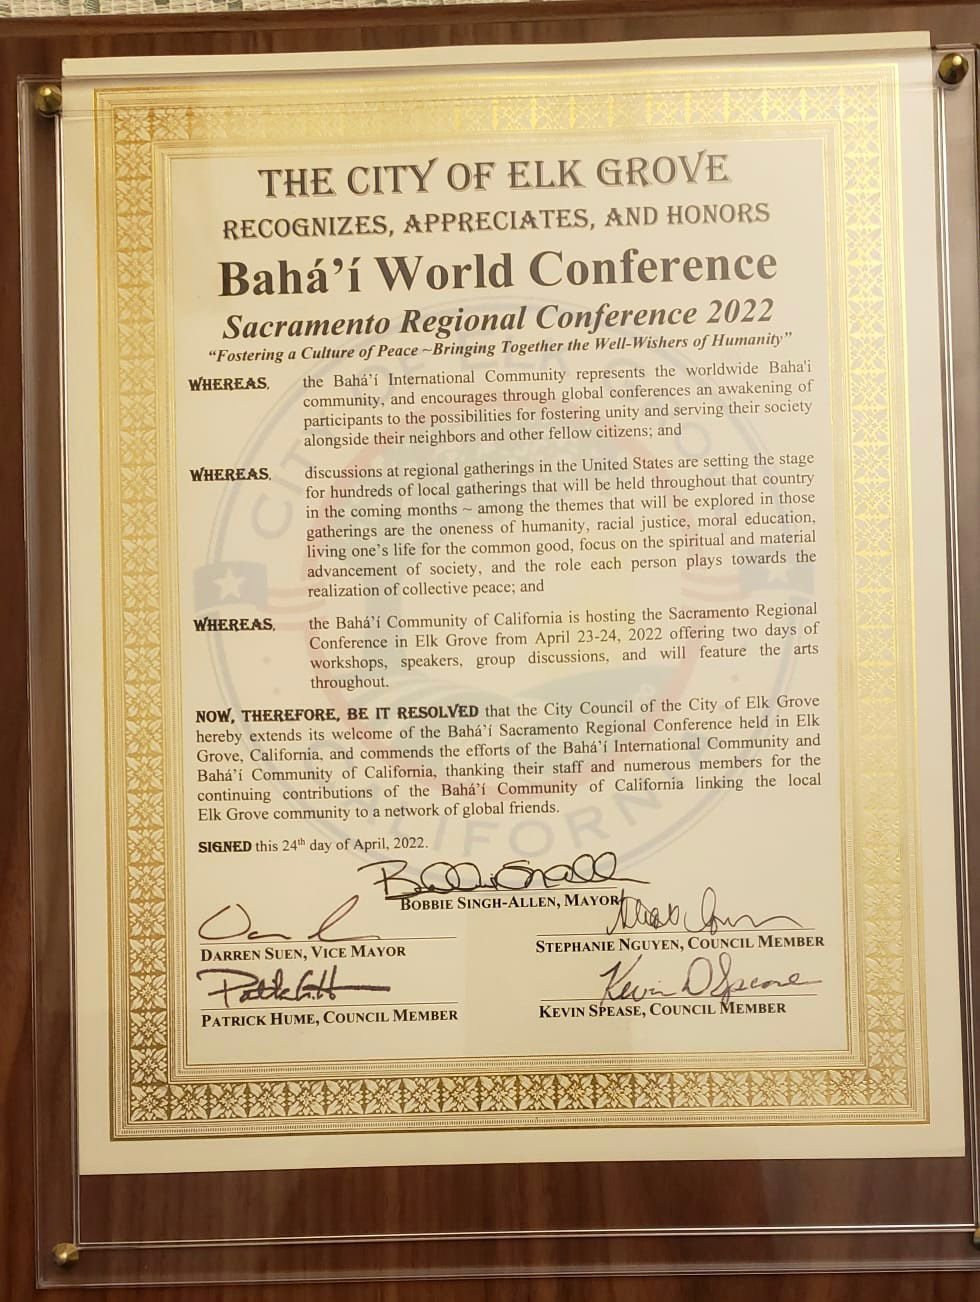 THE CITY OF ELK GROVE
RECOGNIZES, APPRECIATES, AND HONORS
Bahá’í World Conference
Sacramento Regional Conference 2022
“Fostering a Culture of Peace ~Bringing Together the Well-Wishers of Humanity”
WHEREAS, the Bahá’í International Community represents the worldwide Baha'i
community, and encourages through global conferences an awakening of
participants to the possibilities for fostering unity and serving their society
alongside their neighbors and other fellow citizens; and
WHEREAS, discussions at regional gatherings in the United States are setting the stage
for hundreds of local gatherings that will be held throughout that country
in the coming months ~ among the themes that will be explored in those
gatherings are the oneness of humanity, racial justice, moral education,
living one’s life for the common good, focus on the spiritual and material
advancement of society, and the role each person plays towards the
realization of collective peace; and
WHEREAS, the Bahá’í Community of California is hosting the Sacramento Regional
Conference in Elk Grove from April 23-24, 2022 offering two days of
workshops, speakers, group discussions, and will feature the arts
throughout.
NOW, THEREFORE, BE IT RESOLVED that the City Council of the City of Elk Grove
hereby extends its welcome of the Bahá’í Sacramento Regional Conference held in Elk
Grove, California, and commends the efforts of the Bahá’í International Community and
Bahá’í Community of California, thanking their staff and numerous members for the
continuing contributions of the Bahá’í Community of California linking the local
Elk Grove community to a network of global friends.
SIGNED this 24th day of April, 2022.
BOBBIE SINGH-ALLEN, MAYOR
DARREN SUEN, VICE MAYOR
STEPHANIE NGUYEN, COUNCIL MEMBER
Kevin D Spease
PATRICK HUME, COUNCIL MEMBER
KEVIN SPEASE, COUNCIL MEMBER